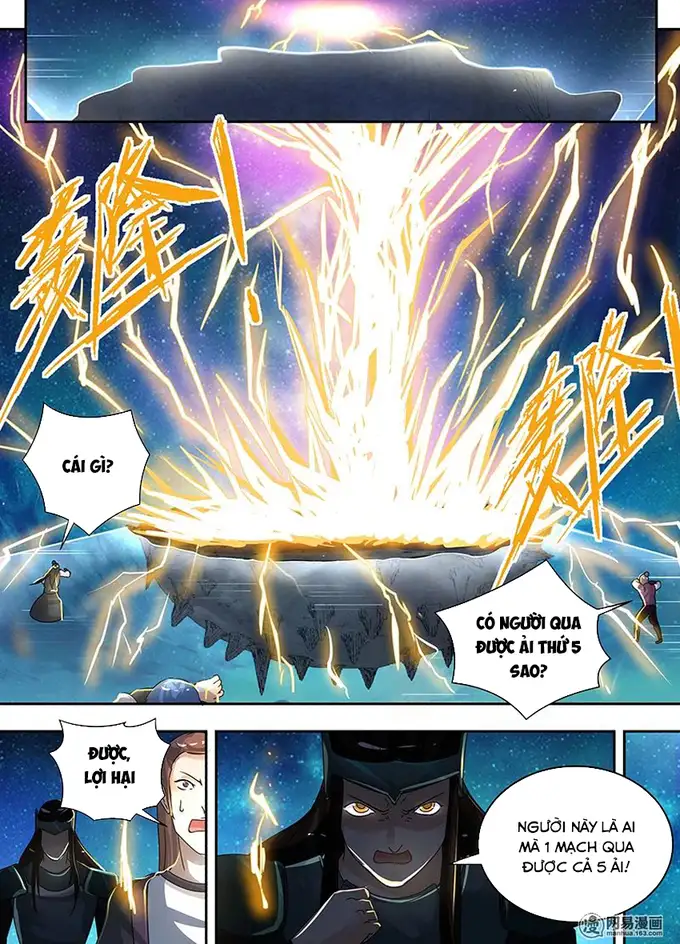 轰隆!
轰隆!
CÁI GÌ?
CÓ NGƯỜI QUA
ĐƯỢC ẢI THỨ 5
SAO?
ĐƯỢC,
LỢI HẠI
NGƯỜI NÀY LÀ AI
MÀ 1 MẠCH QUA
ĐƯỢC CẢ 5 ẢI!
网易漫画
manhua.163.com